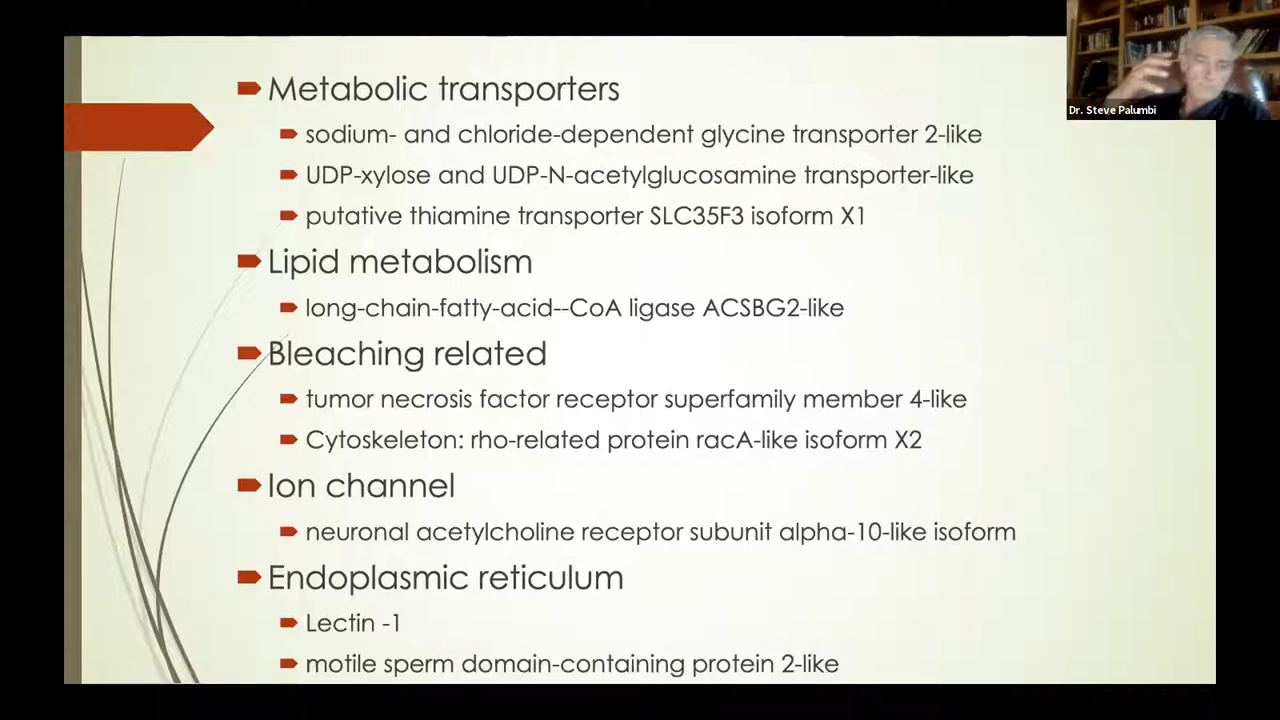 Metabolic transporters
sodium- and chloride-dependent glycine transporter 2-like
UDP-xylose and UDP-N-acetylglucosamine transporter-like
putative thiamine transporter SLC35F3 isoform X1
Lipid metabolism
long-chain-fatty-acid--CoA ligase ACSBG2-like
Bleaching related
tumor necrosis factor receptor superfamily member 4-like
Cytoskeleton: rho-related protein racA-like isoform X2
Ion channel
neuronal acetylcholine receptor subunit alpha-10-like isoform
Endoplasmic reticulum
Lectin -1
motile sperm domain-containing protein 2-like
Dr. Steve Palumbi